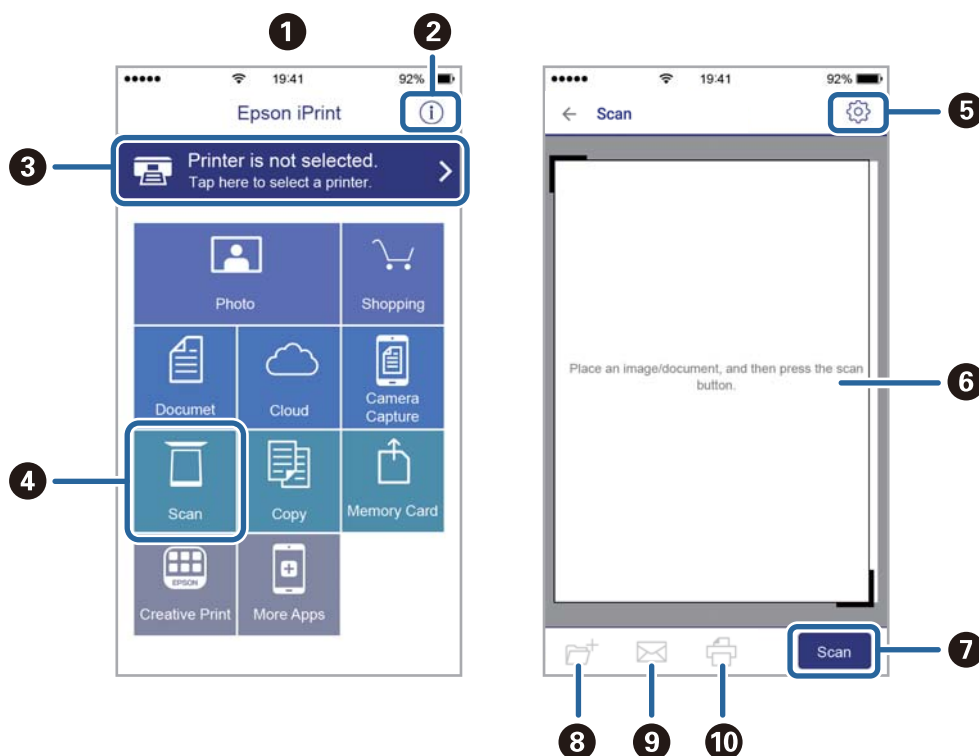 1
2
19:41
92%
Epson iPrint
i
3
Printer is not selected.
Tap here to select a printer.
Photo
Shopping
Documet
Cloud
Camera
Capture
4
Scan
Copy
Memory Card
EPSON
Creative Print
More Apps
19:41
92%
Scan
5
Place an image/document, and then press the scan
button.
6
Scan
7
8
9
10